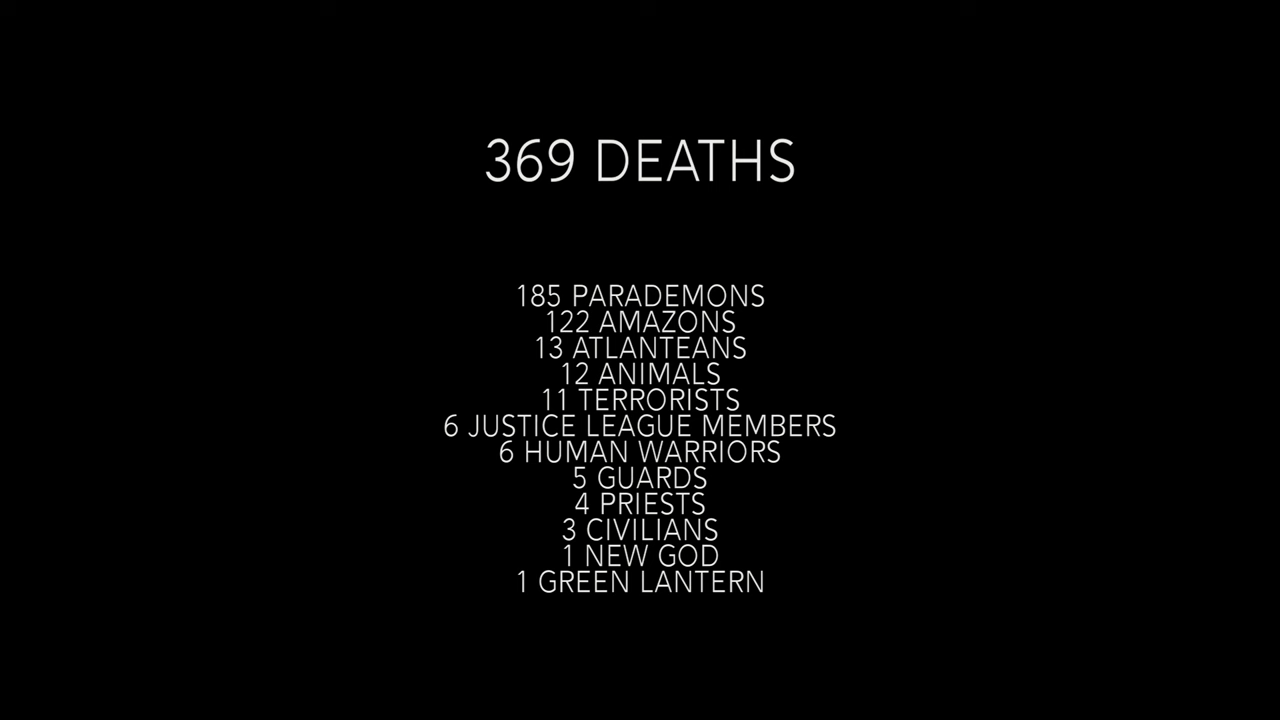 369 DEATHS
185 PARADEMONS
122 AMAZONS
13 ATLANTEANS
12 ANIMALS
11 TERRORISTS
6 JUSTICE LEAGUE MEMBERS
6 HUMAN WARRIORS
5 GUARDS
4 PRIESTS
3 CIVILIANS
1 NEW GOD
1 GREEN LANTERN